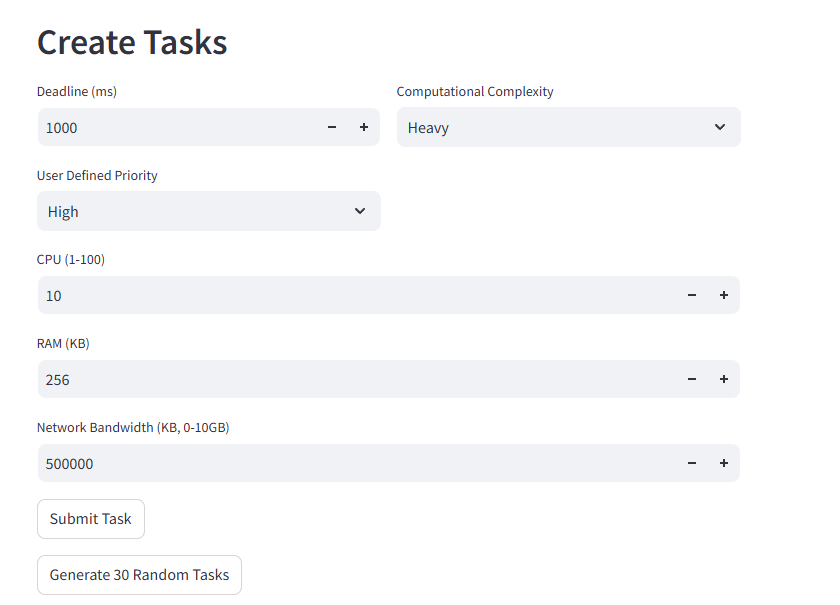 Create Tasks
Deadline (ms)
Computational Complexity
1000
Heavy
User Defined Priority
High
CPU (1-100)
10
RAM (KB)
256
Network Bandwidth (KB, 0-10GB)
500000
Submit Task
Generate 30 Random Tasks